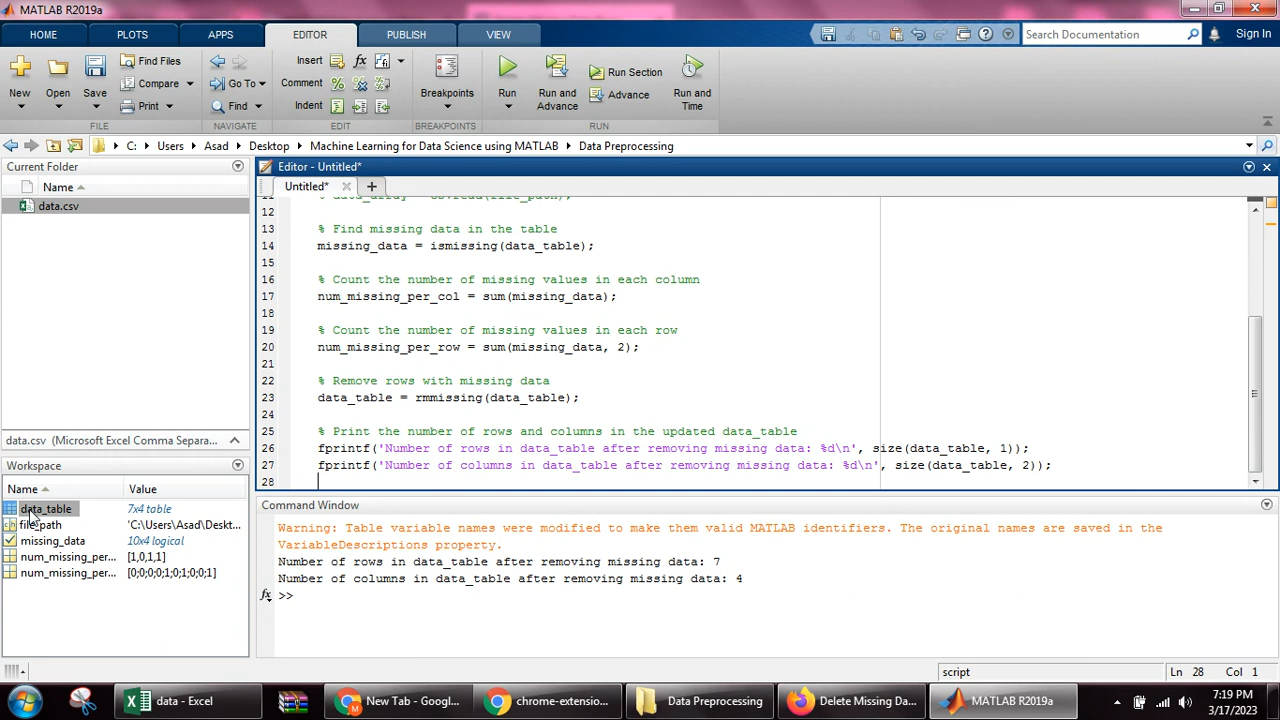 MATLAB R2019a
HOME PLOTS APPS EDITOR PUBLISH VIEW Search Documentation Sign In
New Open Save Find Files Compare Print
Go To Find
Insert fx Comment % Indent
Breakpoints
Run Run and Advance Run Section Advance Run and Time
FILE NAVIGATE EDIT BREAKPOINTS RUN
C: Users Asad Desktop Machine Learning for Data Science using MATLAB Data Preprocessing
Current Folder
Name
data.csv
data.csv (Microsoft Excel Comma Separa...
Workspace
Name Value
data_table 7x4 table
file_path 'C:\Users\Asad\Deskt...
missing_data 10x4 logical
num_missing_per... [1,0,1,1]
num_missing_per... [0;0;0;0;1;0;1;0;0;1]
Editor - Untitled*
Untitled*
12
13 % Find missing data in the table
14 missing_data = ismissing(data_table);
15
16 % Count the number of missing values in each column
17 num_missing_per_col = sum(missing_data);
18
19 % Count the number of missing values in each row
20 num_missing_per_row = sum(missing_data, 2);
21
22 % Remove rows with missing data
23 data_table = rmmissing(data_table);
24
25 % Print the number of rows and columns in the updated data_table
26 fprintf('Number of rows in data_table after removing missing data: %d\n', size(data_table, 1));
27 fprintf('Number of columns in data_table after removing missing data: %d\n', size(data_table, 2));
28
Command Window
Warning: Table variable names were modified to make them valid MATLAB identifiers. The original names are saved in the
VariableDescriptions property.
Number of rows in data_table after removing missing data: 7
Number of columns in data_table after removing missing data: 4
fx >>
script Ln 28 Col 1
data - Excel New Tab - Googl... chrome-extensio... Data Preprocessing Delete Missing Da... MATLAB R2019a 7:19 PM
3/17/2023